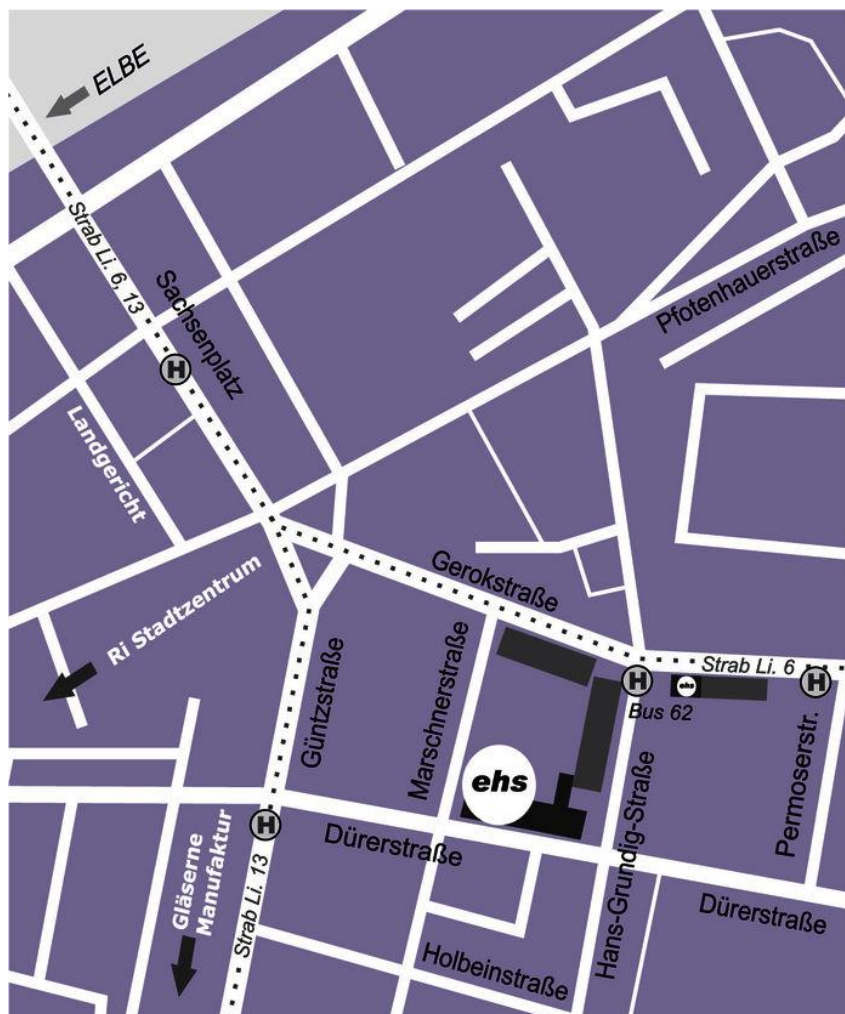 ELBE
Strab Li. 6, 13
Sachsenplatz
Pfotenhauerstraße
H
Landgericht
Ri Stadtzentrum
Gerokstraße
Strab Li. 6
H
ehs
H
Bus 62
Güntzstraße
Marschnerstraße
ehs
Hans-Grundig-Straße
Permoserstr.
H
Dürerstraße
Gläserne
Manufaktur
Strab Li. 13
Dürerstraße
Holbeinstraße